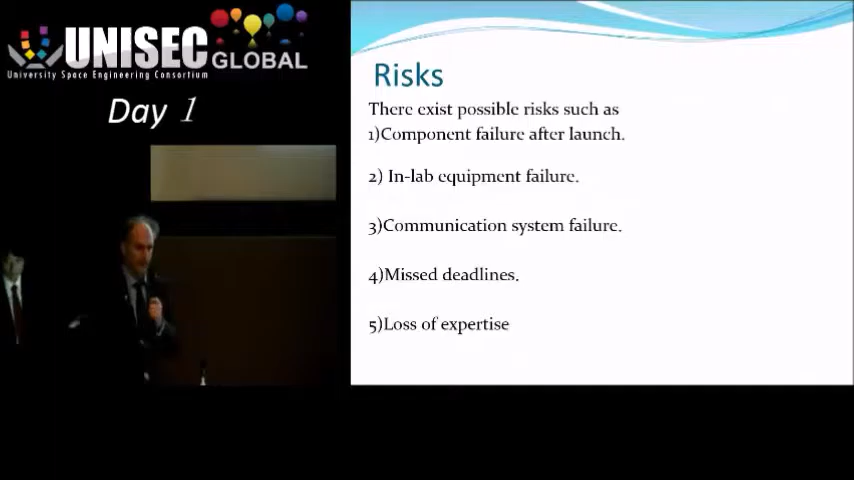 UNISEC
GLOBAL
University Space Engineering Consortium
Day 1
Risks
There exist possible risks such as
1)Component failure after launch.
2) In-lab equipment failure.
3)Communication system failure.
4)Missed deadlines.
5)Loss of expertise